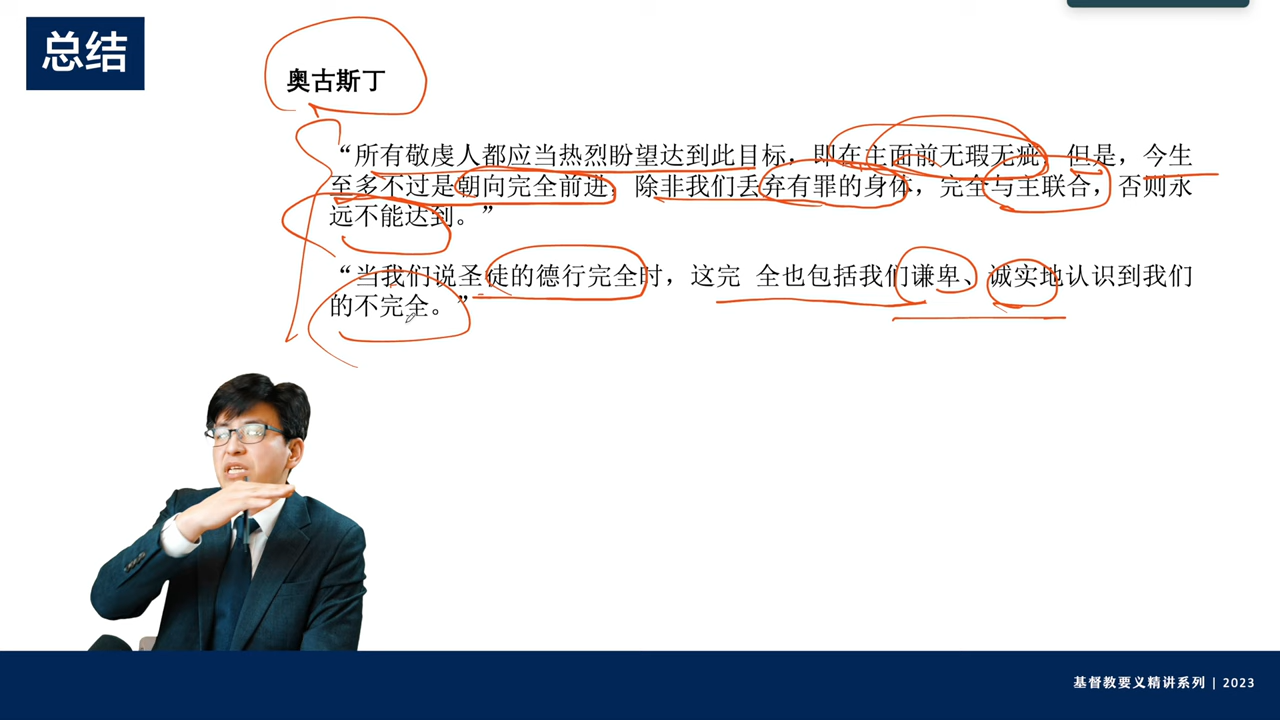 总结
奥古斯丁
“所有敬虔人都应当热烈盼望达到此目标，即在主面前无瑕无疵，但是，今生
至多不过是朝向完全前进，除非我们丢弃有罪的身体，完全与主联合，否则永
远不能达到。”
“当我们说圣徒的德行完全时，这完 全也包括我们谦卑、诚实地认识到我们
的不完全。”
基督教要义精讲系列 | 2023